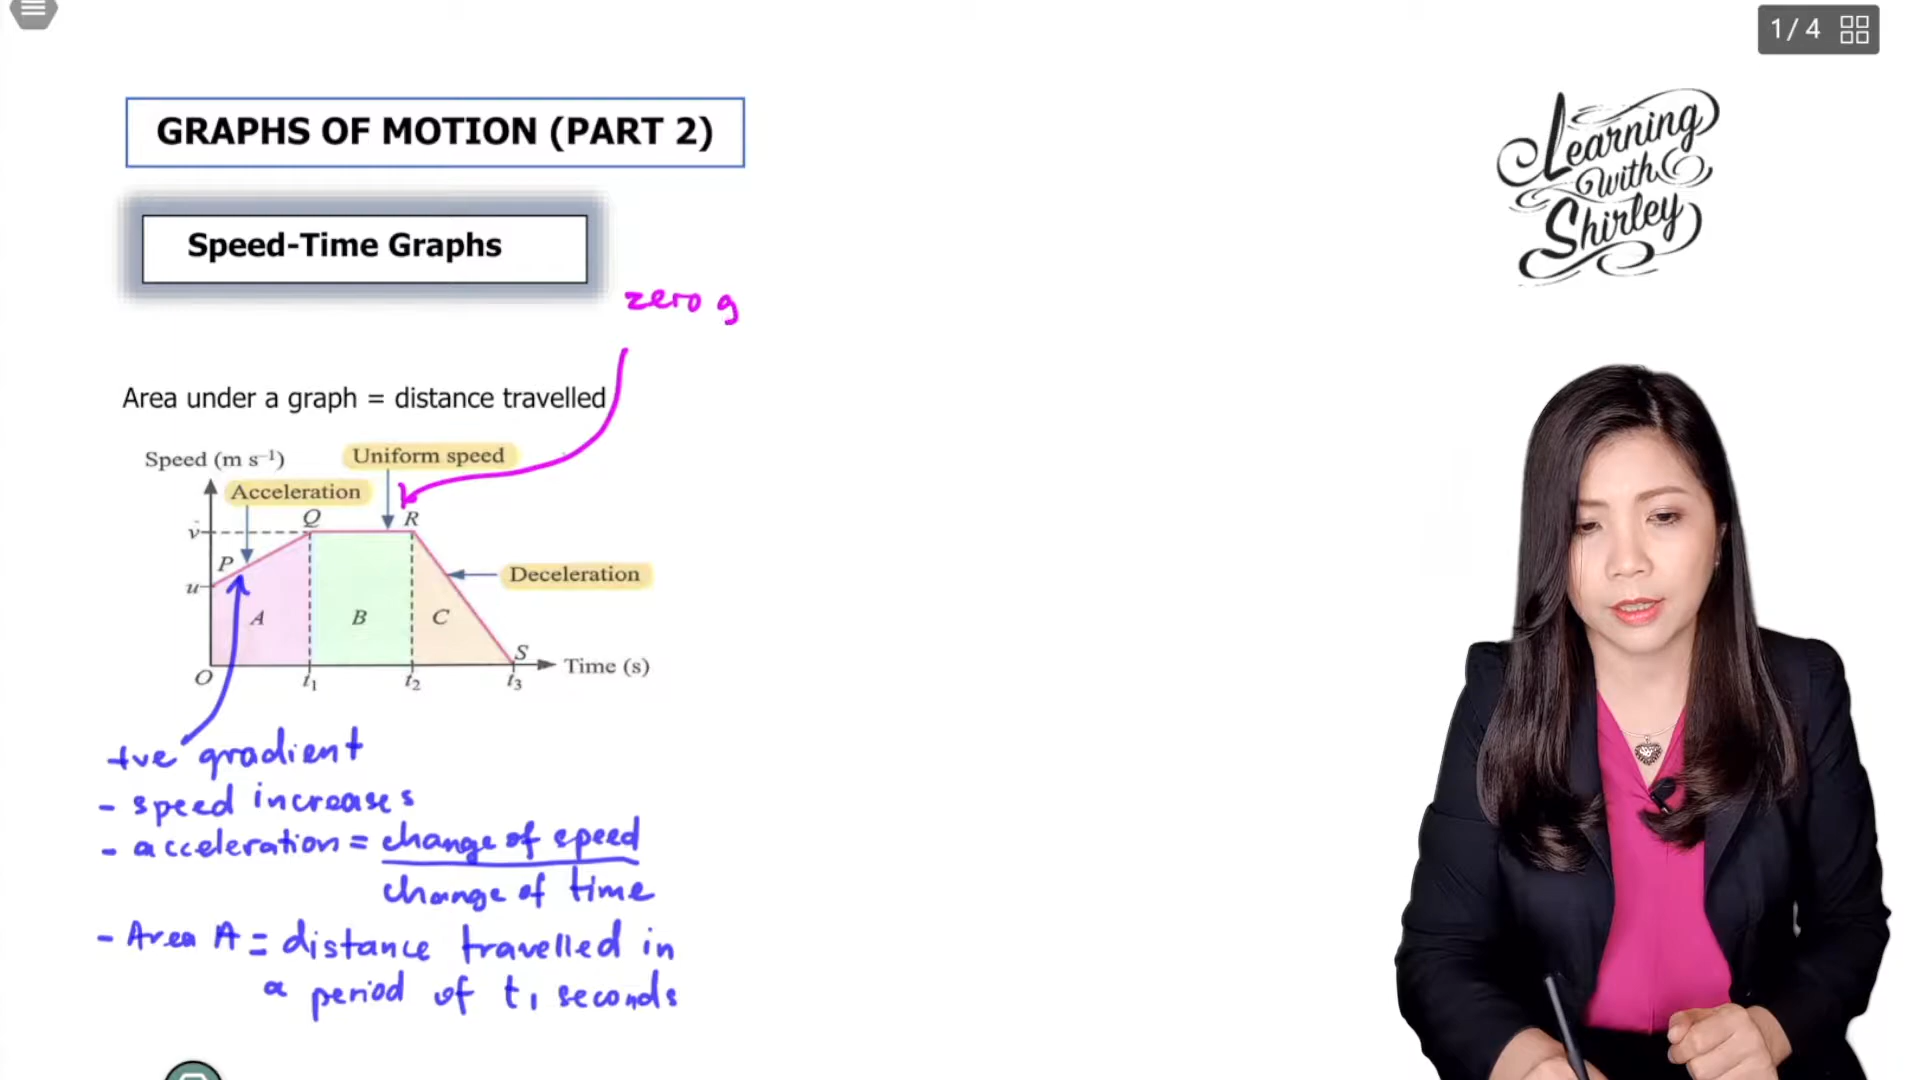 1/4
GRAPHS OF MOTION (PART 2)
Learning
with
Shirley
Speed-Time Graphs
zero g
Area under a graph = distance travelled
Speed (m s⁻¹)
Uniform speed
Acceleration
Q
R
v
P
Deceleration
u
A
B
C
S
O
t₁
t₂
t₃
Time (s)
+ve gradient
- speed increases
- acceleration = change of speed
change of time
- Area A = distance travelled in
a period of t₁ seconds